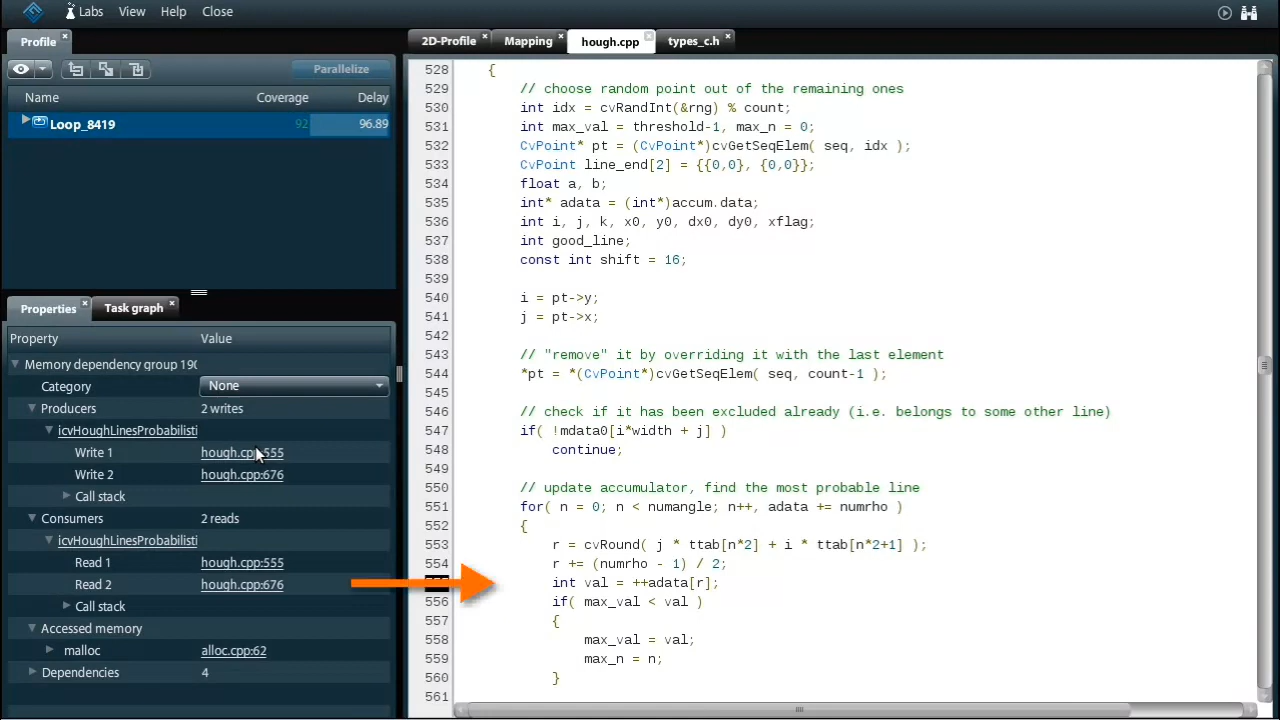 Labs View Help Close
Profile
Parallelize
Name Coverage Delay
Loop_8419 92 96.89
Properties Task graph
Property Value
Memory dependency group 190
Category None
Producers 2 writes
icvHoughLinesProbabilisti
Write 1 hough.cpp:555
Write 2 hough.cpp:676
Call stack
Consumers 2 reads
icvHoughLinesProbabilisti
Read 1 hough.cpp:555
Read 2 hough.cpp:676
Call stack
Accessed memory
malloc alloc.cpp:62
Dependencies 4
2D-Profile Mapping hough.cpp types_c.h
528 {
529 // choose random point out of the remaining ones
530 int idx = cvRandInt(&rng) % count;
531 int max_val = threshold-1, max_n = 0;
532 CvPoint* pt = (CvPoint*)cvGetSeqElem( seq, idx );
533 CvPoint line_end[2] = {{0,0}, {0,0}};
534 float a, b;
535 int* adata = (int*)accum.data;
536 int i, j, k, x0, y0, dx0, dy0, xflag;
537 int good_line;
538 const int shift = 16;
539
540 i = pt->y;
541 j = pt->x;
542
543 // "remove" it by overriding it with the last element
544 *pt = *(CvPoint*)cvGetSeqElem( seq, count-1 );
545
546 // check if it has been excluded already (i.e. belongs to some other line)
547 if( !mdata0[i*width + j] )
548 continue;
549
550 // update accumulator, find the most probable line
551 for( n = 0; n < numangle; n++, adata += numrho )
552 {
553 r = cvRound( j * ttab[n*2] + i * ttab[n*2+1] );
554 r += (numrho - 1) / 2;
int val = ++adata[r];
556 if( max_val < val )
557 {
558 max_val = val;
559 max_n = n;
560 }
561